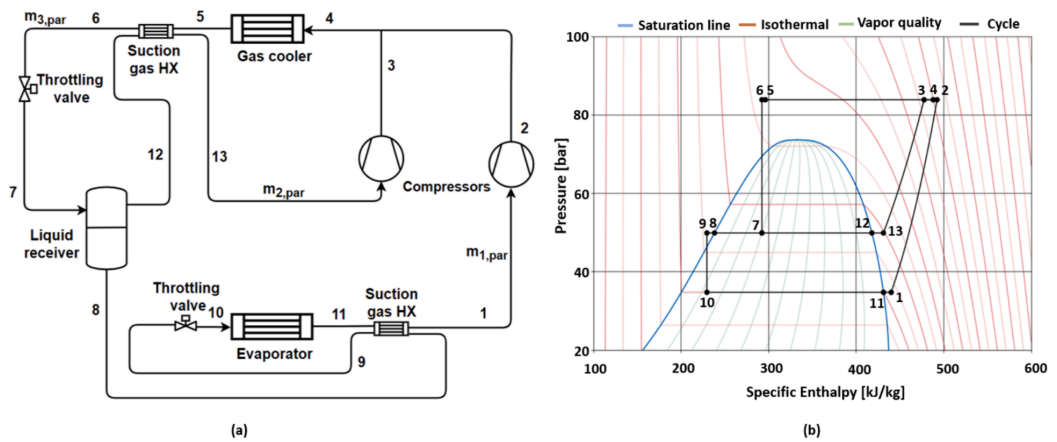 m3,par 6 5 4
Suction
gas HX
Gas cooler
Throttling
valve
3
2
12
13
Compressors
m2,par
7
Liquid
receiver
m1,par
8
Throttling
valve
10
11
Suction
gas HX
1
Evaporator
9
(a)
Saturation line Isothermal Vapor quality Cycle
Pressure [bar]
100
80
60
40
20
6 5 3 4 2
9 8 7 12 13
10 11 1
100 200 300 400 500 600
Specific Enthalpy [kJ/kg]
(b)